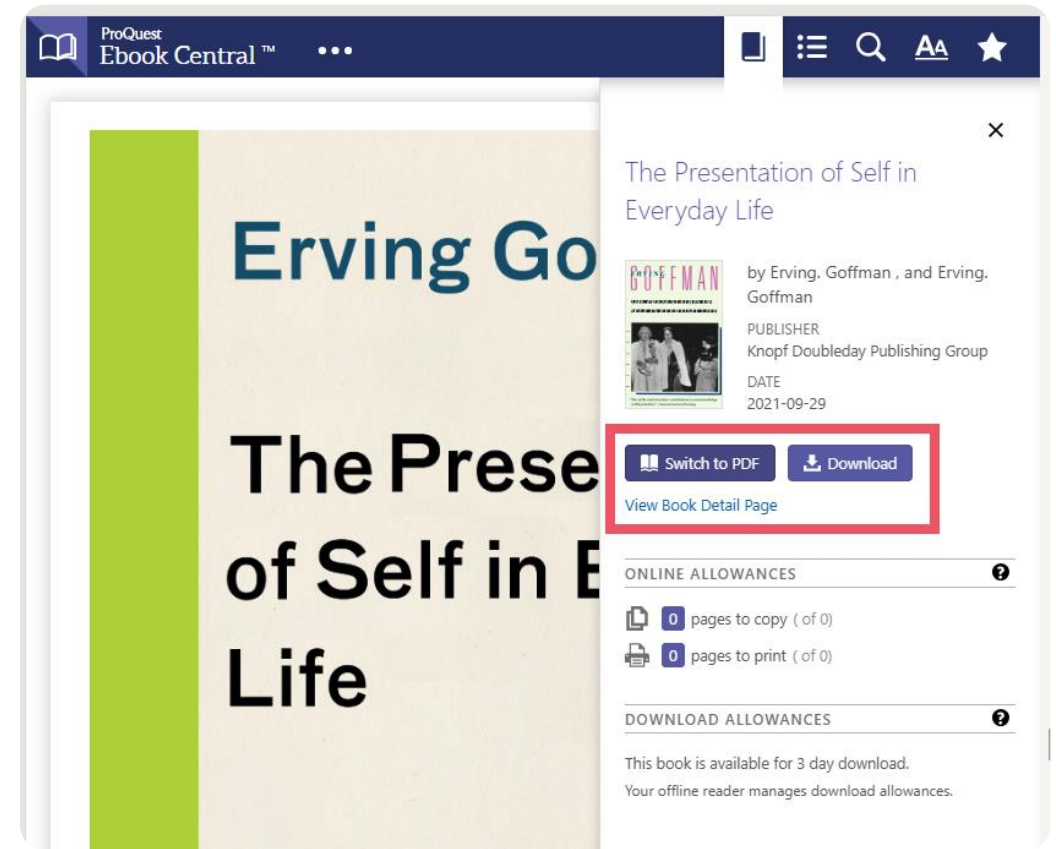 ProQuest
Ebook Central™
AA
Erving Go
The Prese
of Self in E
Life
The Presentation of Self in
Everyday Life
ERVING
GOFFMAN
by Erving. Goffman , and Erving.
Goffman
PUBLISHER
Knopf Doubleday Publishing Group
DATE
2021-09-29
Switch to PDF
Download
View Book Detail Page
ONLINE ALLOWANCES
?
0 pages to copy ( of 0)
0 pages to print ( of 0)
DOWNLOAD ALLOWANCES
?
This book is available for 3 day download.
Your offline reader manages download allowances.